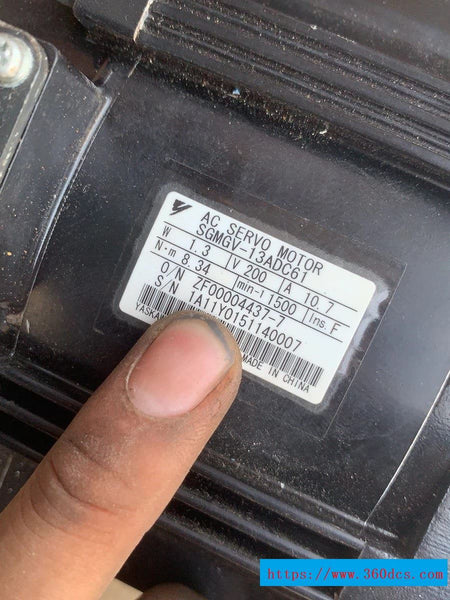 AC SERVO MOTOR
SGMGV-13ADC61
W 1.3 V 200 A 10.7
N·m 8.34 min-1 1500 Ins. F
O/N ZF00004437-7
S N 1A11Y0151140007
MADE IN CHINA
https://www.360dcs.com